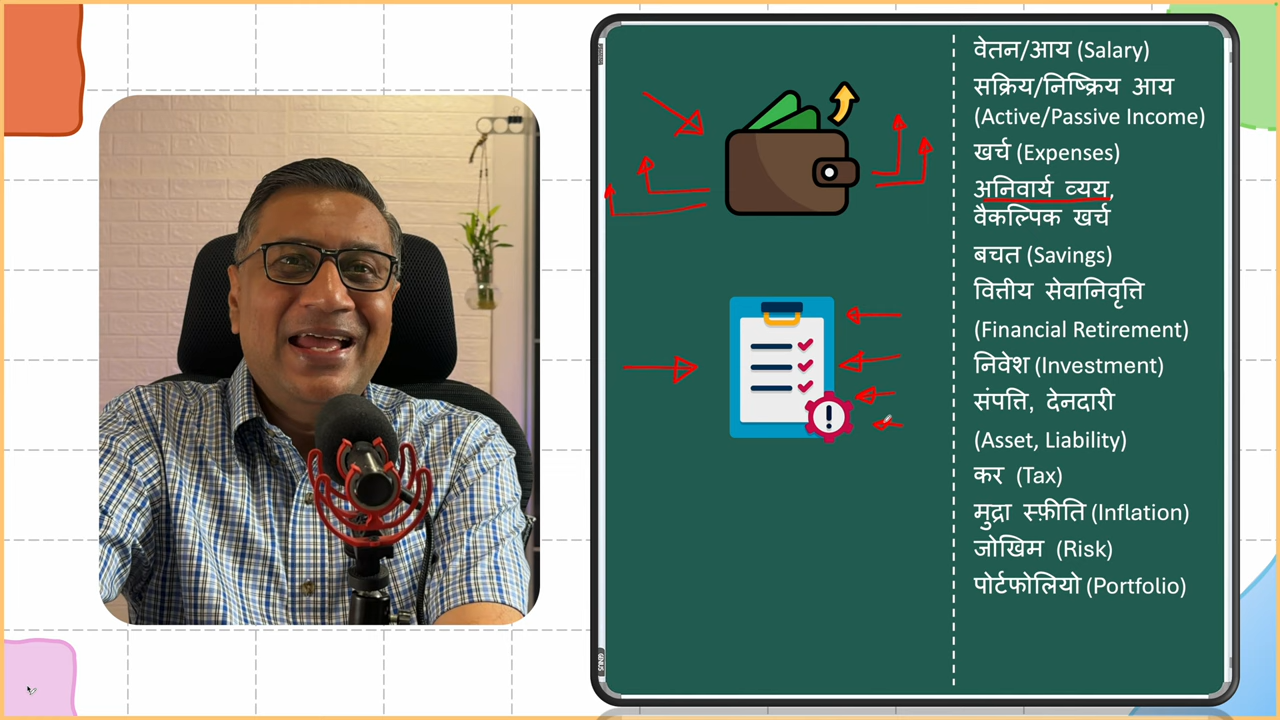 वेतन/आय (Salary)
सक्रिय/निष्क्रिय आय
(Active/Passive Income)
खर्च (Expenses)
अनिवार्य व्यय,
वैकल्पिक खर्च
बचत (Savings)
वित्तीय सेवानिवृत्ति
(Financial Retirement)
निवेश (Investment)
संपत्ति, देनदारी
(Asset, Liability)
कर (Tax)
मुद्रा स्फ़ीति (Inflation)
जोखिम (Risk)
पोर्टफोलियो (Portfolio)